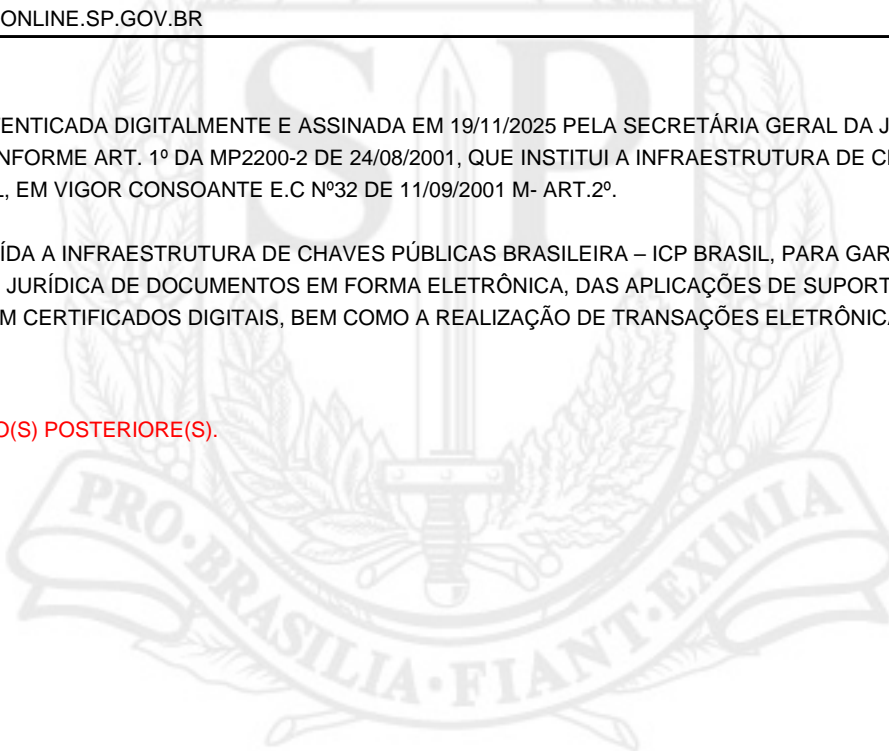 ONLINE.SP.GOV.BR
ENTICADA DIGITALMENTE E ASSINADA EM 19/11/2025 PELA SECRETÁRIA GERAL DA J
NFORME ART. 1º DA MP2200-2 DE 24/08/2001, QUE INSTITUI A INFRAESTRUTURA DE C
L, EM VIGOR CONSOANTE E.C Nº32 DE 11/09/2001 M- ART.2º.
ÍDA A INFRAESTRUTURA DE CHAVES PÚBLICAS BRASILEIRA – ICP BRASIL, PARA GAR
JURÍDICA DE DOCUMENTOS EM FORMA ELETRÔNICA, DAS APLICAÇÕES DE SUPORT
M CERTIFICADOS DIGITAIS, BEM COMO A REALIZAÇÃO DE TRANSAÇÕES ELETRÔNICA
O(S) POSTERIORE(S).
SP
PRO·BRASILIA·FIANT·EXIMIA